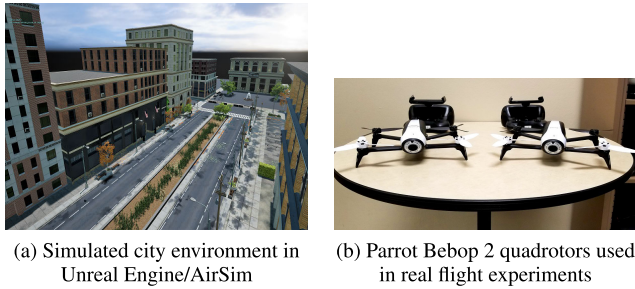 (a) Simulated city environment in
Unreal Engine/AirSim
(b) Parrot Bebop 2 quadrotors used
in real flight experiments